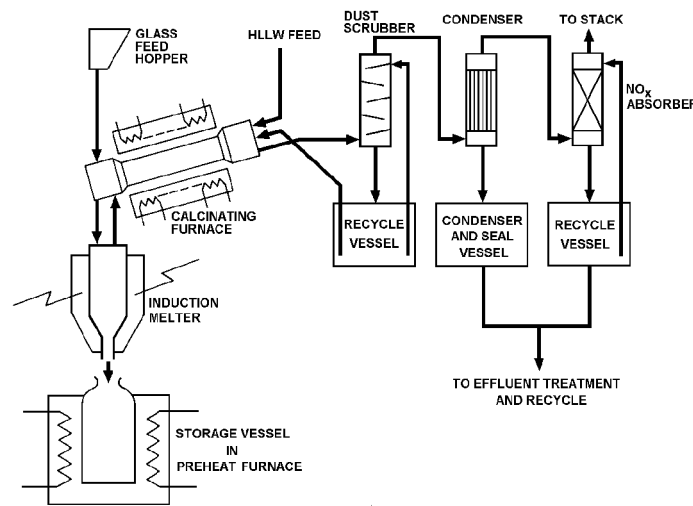 GLASS
FEED
HOPPER
HLLW FEED
DUST
SCRUBBER
CONDENSER
TO STACK
NOx
ABSORBER
CALCINATING
FURNACE
RECYCLE
VESSEL
CONDENSER
AND SEAL
VESSEL
RECYCLE
VESSEL
INDUCTION
MELTER
TO EFFLUENT TREATMENT
AND RECYCLE
STORAGE VESSEL
IN
PREHEAT FURNACE